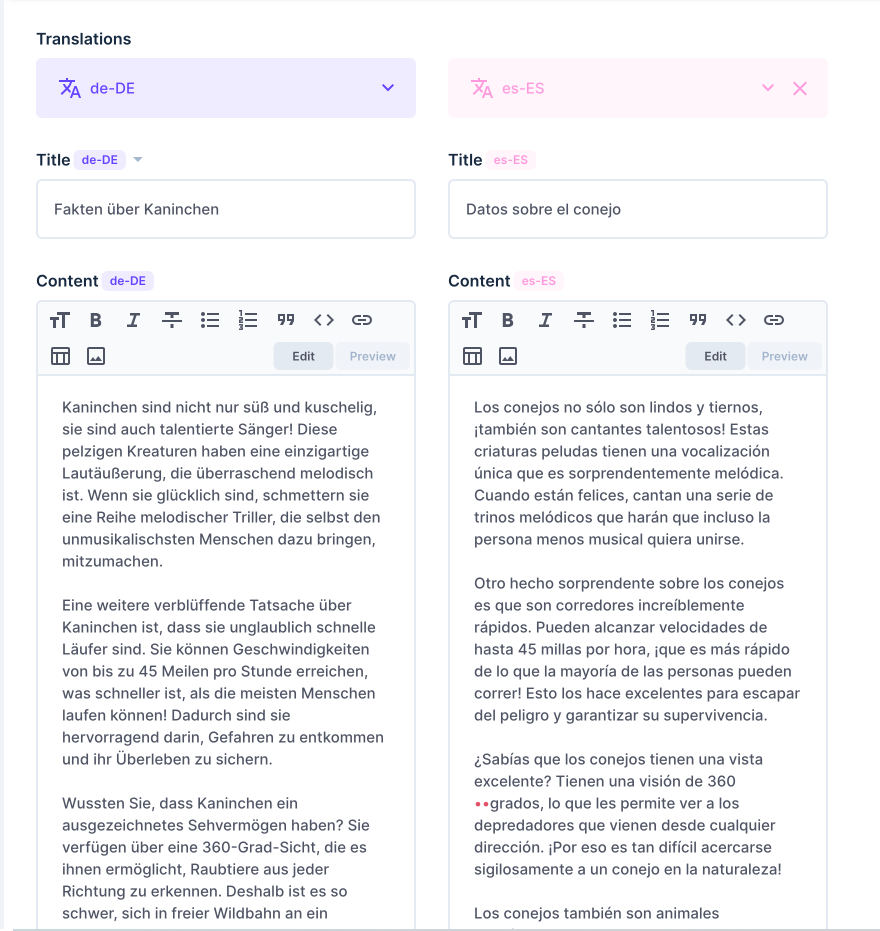 Translations
de-DE
es-ES
Title de-DE
Fakten über Kaninchen
Title es-ES
Datos sobre el conejo
Content de-DE
Edit
Preview
Kaninchen sind nicht nur süß und kuschelig,
sie sind auch talentierte Sänger! Diese
pelzigen Kreaturen haben eine einzigartige
Lautäußerung, die überraschend melodisch
ist. Wenn sie glücklich sind, schmettern sie
eine Reihe melodischer Triller, die selbst den
unmusikalischsten Menschen dazu bringen,
mitzumachen.
Eine weitere verblüffende Tatsache über
Kaninchen ist, dass sie unglaublich schnelle
Läufer sind. Sie können Geschwindigkeiten
von bis zu 45 Meilen pro Stunde erreichen,
was schneller ist, als die meisten Menschen
laufen können! Dadurch sind sie
hervorragend darin, Gefahren zu entkommen
und ihr Überleben zu sichern.
Wussten Sie, dass Kaninchen ein
ausgezeichnetes Sehvermögen haben? Sie
verfügen über eine 360-Grad-Sicht, die es
ihnen ermöglicht, Raubtiere aus jeder
Richtung zu erkennen. Deshalb ist es so
schwer, sich in freier Wildbahn an ein
Content es-ES
Edit
Preview
Los conejos no sólo son lindos y tiernos,
¡también son cantantes talentosos! Estas
criaturas peludas tienen una vocalización
única que es sorprendentemente melódica.
Cuando están felices, cantan una serie de
trinos melódicos que harán que incluso la
persona menos musical quiera unirse.
Otro hecho sorprendente sobre los conejos
es que son corredores increíblemente
rápidos. Pueden alcanzar velocidades de
hasta 45 millas por hora, ¡que es más rápido
de lo que la mayoría de las personas pueden
correr! Esto los hace excelentes para escapar
del peligro y garantizar su supervivencia.
¿Sabías que los conejos tienen una vista
excelente? Tienen una visión de 360
••grados, lo que les permite ver a los
depredadores que vienen desde cualquier
dirección. ¡Por eso es tan difícil acercarse
sigilosamente a un conejo en la naturaleza!
Los conejos también son animales